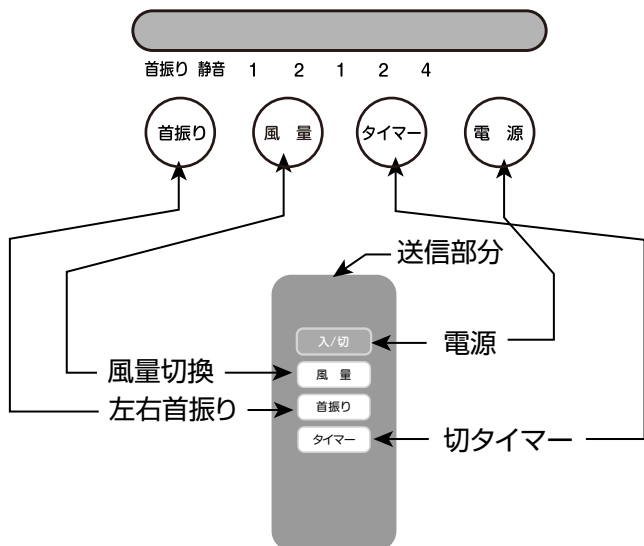 首振り 静音 1 2 1 2 4
首振り 風 量 タイマー 電 源
送信部分
入/切
電源
風量切換
風 量
左右首振り
首振り
タイマー
切タイマー